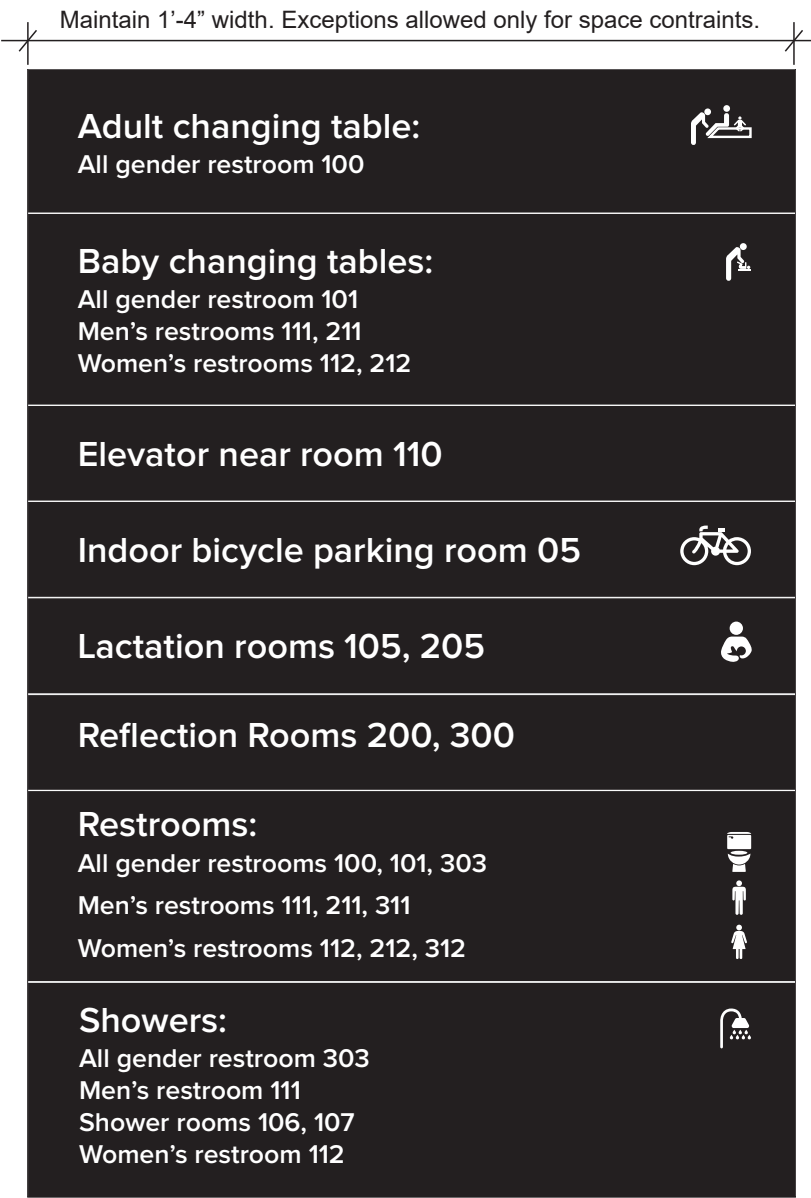 Maintain 1’-4” width. Exceptions allowed only for space contraints.
Adult changing table:
All gender restroom 100
Baby changing tables:
All gender restroom 101
Men’s restrooms 111, 211
Women’s restrooms 112, 212
Elevator near room 110
Indoor bicycle parking room 05
Lactation rooms 105, 205
Reflection Rooms 200, 300
Restrooms:
All gender restrooms 100, 101, 303
Men’s restrooms 111, 211, 311
Women’s restrooms 112, 212, 312
Showers:
All gender restroom 303
Men’s restroom 111
Shower rooms 106, 107
Women’s restroom 112